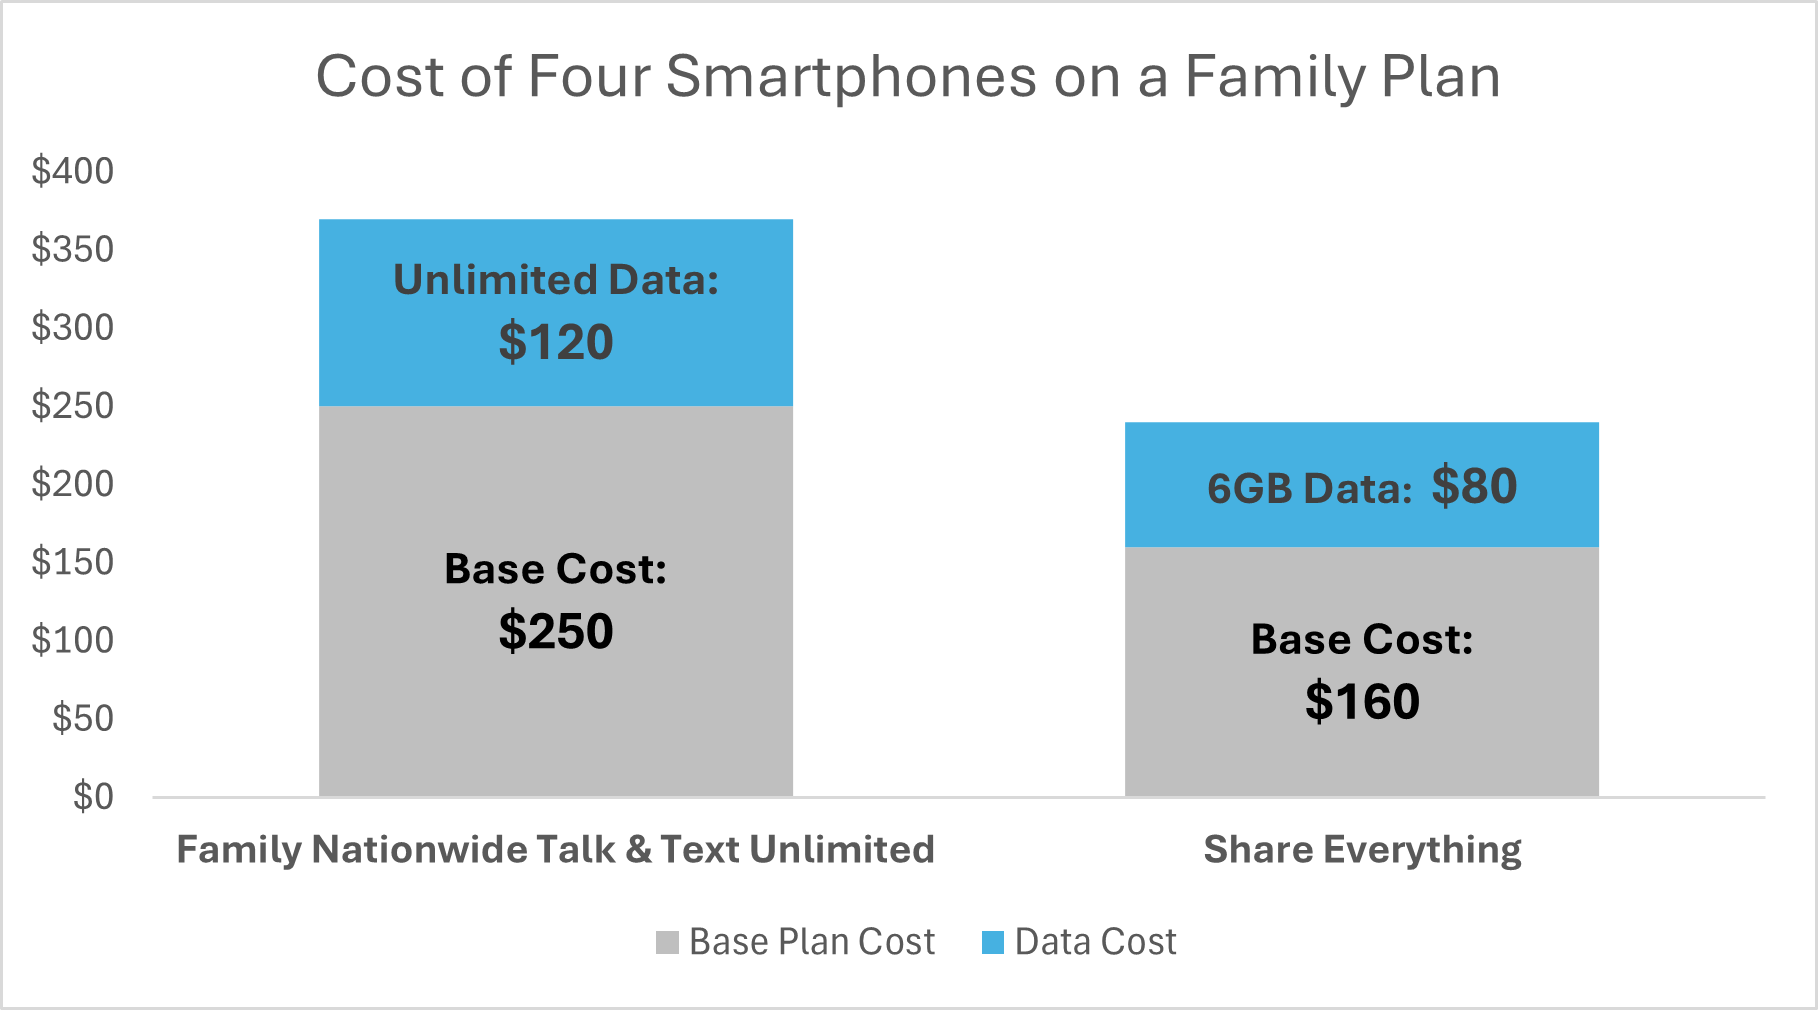 Cost of Four Smartphones on a Family Plan
$400
$350
$300
$250
$200
$150
$100
$50
$0
Unlimited Data:
$120
Base Cost:
$250
6GB Data: $80
Base Cost:
$160
Family Nationwide Talk & Text Unlimited
Share Everything
Base Plan Cost
Data Cost